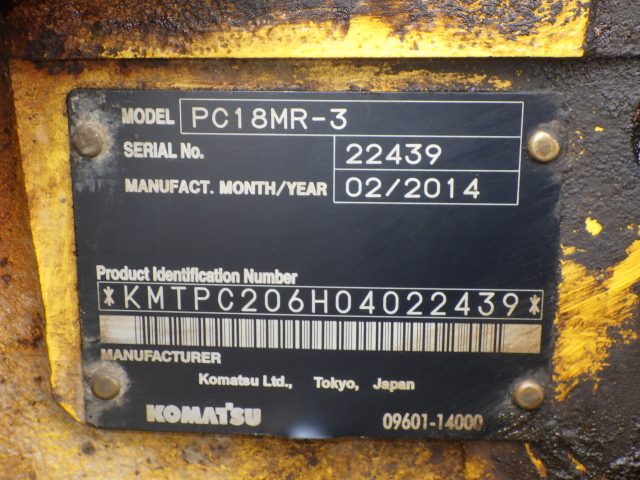 MODEL PC18MR-3
SERIAL No. 22439
MANUFACT. MONTH/YEAR 02/2014
Product Identification Number
*KMTPC206H04022439*
MANUFACTURER
Komatsu Ltd., Tokyo, Japan
KOMATSU 09601-14000